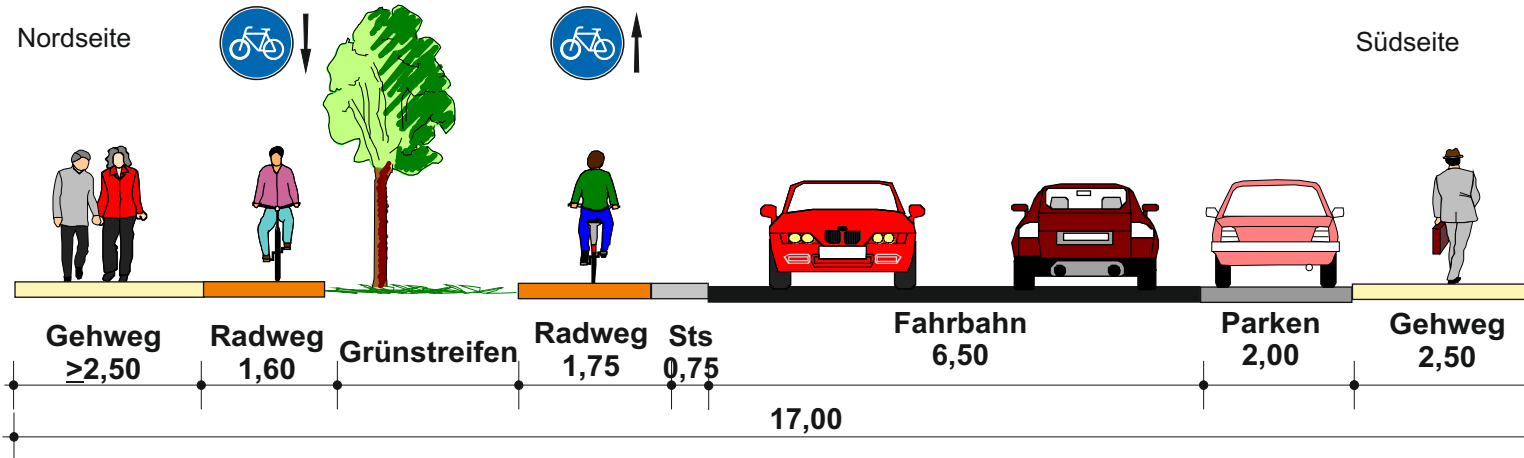 Nordseite
Südseite
Gehweg
≥2,50
Radweg
1,60
Grünstreifen
Radweg
1,75
Sts
0,75
Fahrbahn
6,50
Parken
2,00
Gehweg
2,50
17,00